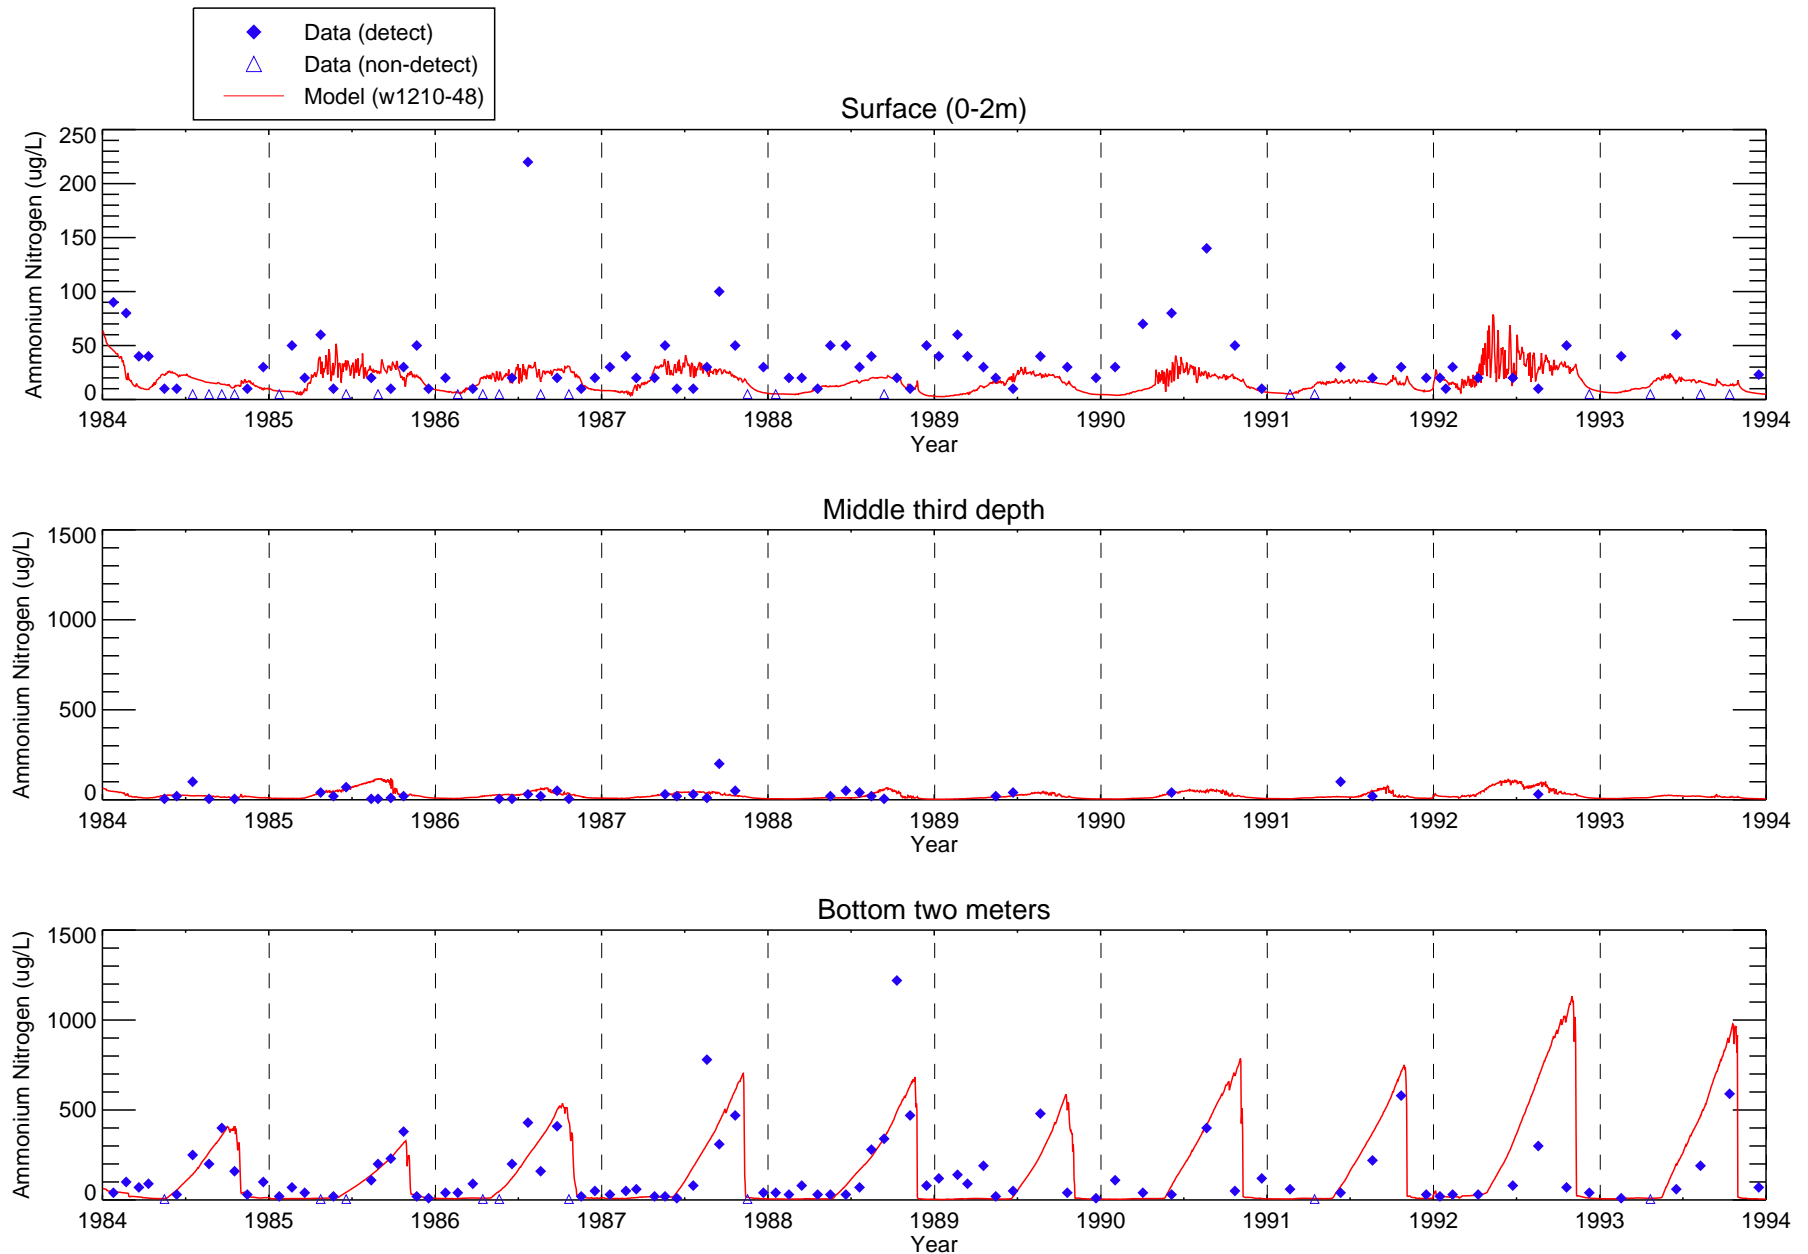 Data (detect)
Data (non-detect)
Model (w1210-48)
Surface (0-2m)
Ammonium Nitrogen (ug/L)
250
200
150
100
50
0
1984 1985 1986 1987 1988 1989 1990 1991 1992 1993 1994
Year
Middle third depth
Ammonium Nitrogen (ug/L)
1500
1000
500
0
1984 1985 1986 1987 1988 1989 1990 1991 1992 1993 1994
Year
Bottom two meters
Ammonium Nitrogen (ug/L)
1500
1000
500
0
1984 1985 1986 1987 1988 1989 1990 1991 1992 1993 1994
Year